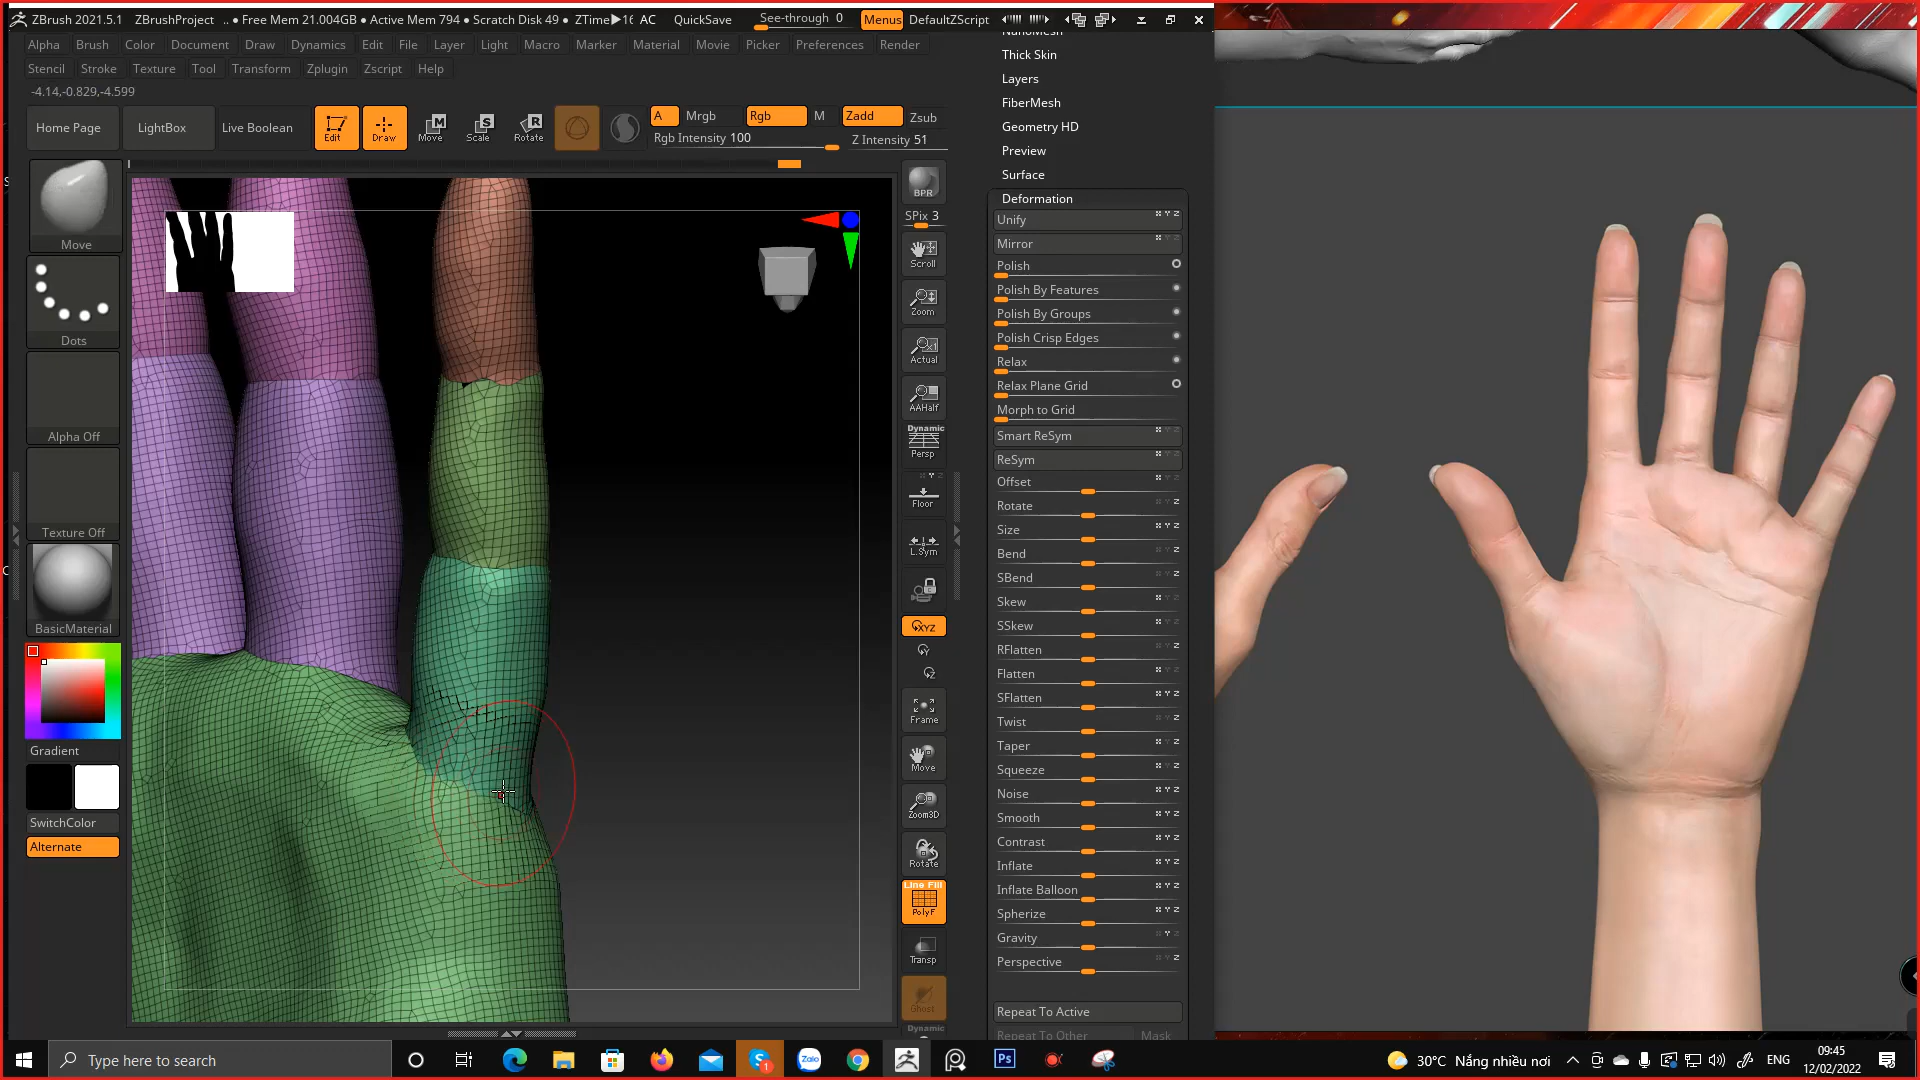 ZBrush 2021.5.1 ZBrushProject .. ● Free Mem 21.004GB ● Active Mem 794 ● Scratch Disk 49 ● ZTime▶16 AC QuickSave See-through 0 Menus DefaultZScript
Alpha Brush Color Document Draw Dynamics Edit File Layer Light Macro Marker Material Movie Picker Preferences Render
Stencil Stroke Texture Tool Transform Zplugin Zscript Help
-4.14,-0.829,-4.599
Home Page LightBox Live Boolean Edit Draw Move Scale Rotate A Mrgb Rgb M Zadd Zsub
Rgb Intensity 100 Z Intensity 51
Move
Dots
Alpha Off
Texture Off
BasicMaterial
Gradient
SwitchColor
Alternate
BPR
SPix 3
Scroll
Zoom
Actual
AAHalf
Dynamic
Persp
Floor
L.Sym
XYZ
Frame
Move
Zoom3D
Rotate
Line Fill
PolyF
Transp
Ghost
Dynamic
NanoMesh
Thick Skin
Layers
FiberMesh
Geometry HD
Preview
Surface
Deformation
Unify
Mirror
Polish
Polish By Features
Polish By Groups
Polish Crisp Edges
Relax
Relax Plane Grid
Morph to Grid
Smart ReSym
ReSym
Offset
Rotate
Size
Bend
SBend
Skew
SSkew
RFlatten
Flatten
SFlatten
Twist
Taper
Squeeze
Noise
Smooth
Contrast
Inflate
Inflate Balloon
Spherize
Gravity
Perspective
Repeat To Active
Repeat To Other Mask
Type here to search
Zalo
Ps
30°C Nắng nhiều nơi
ENG
09:45
12/02/2022